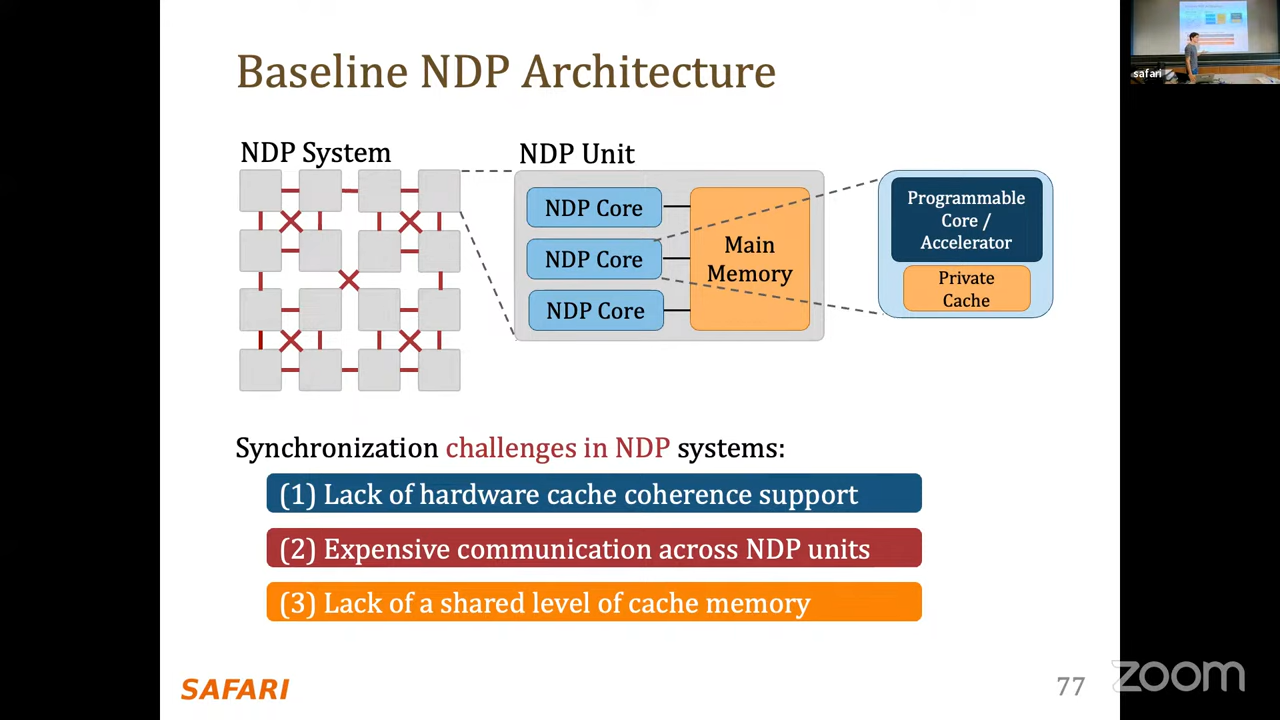 Baseline NDP Architecture
safari
NDP System
NDP Unit
NDP Core
NDP Core
NDP Core
Main
Memory
Programmable
Core /
Accelerator
Private
Cache
Synchronization challenges in NDP systems:
(1) Lack of hardware cache coherence support
(2) Expensive communication across NDP units
(3) Lack of a shared level of cache memory
SAFARI
77
zoom